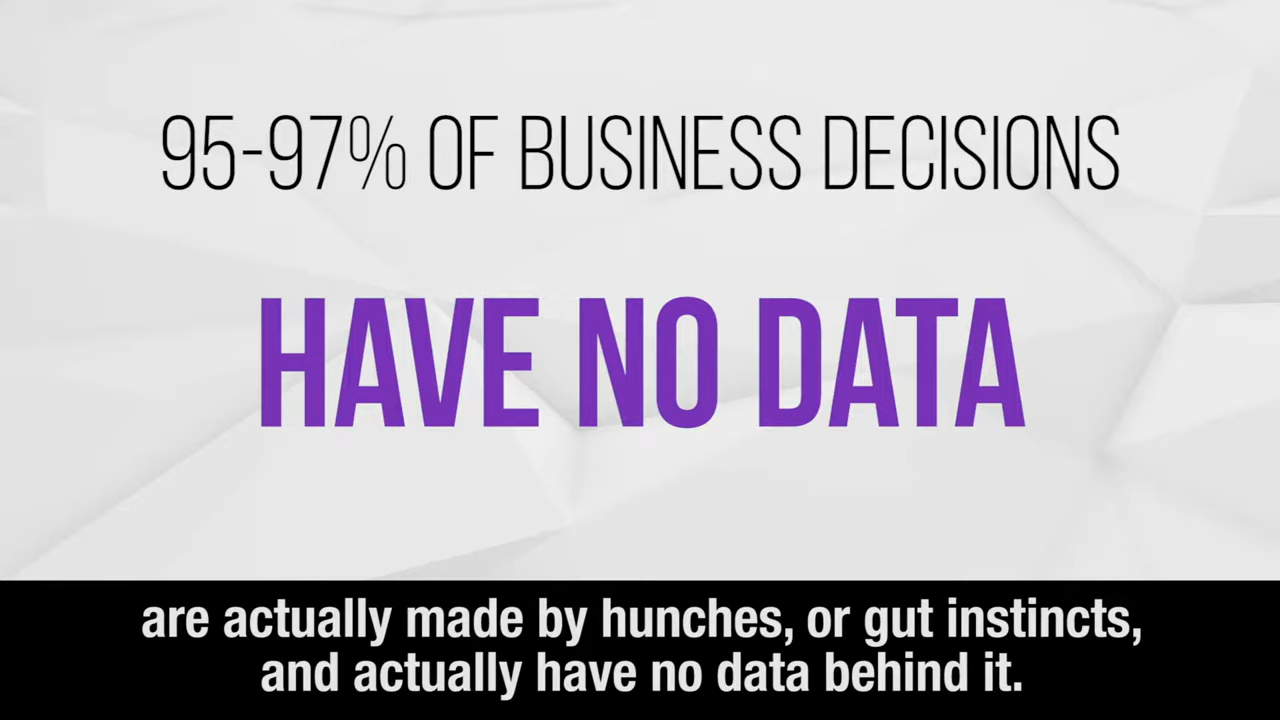 95-97% OF BUSINESS DECISIONS
HAVE NO DATA
are actually made by hunches, or gut instincts,
and actually have no data behind it.